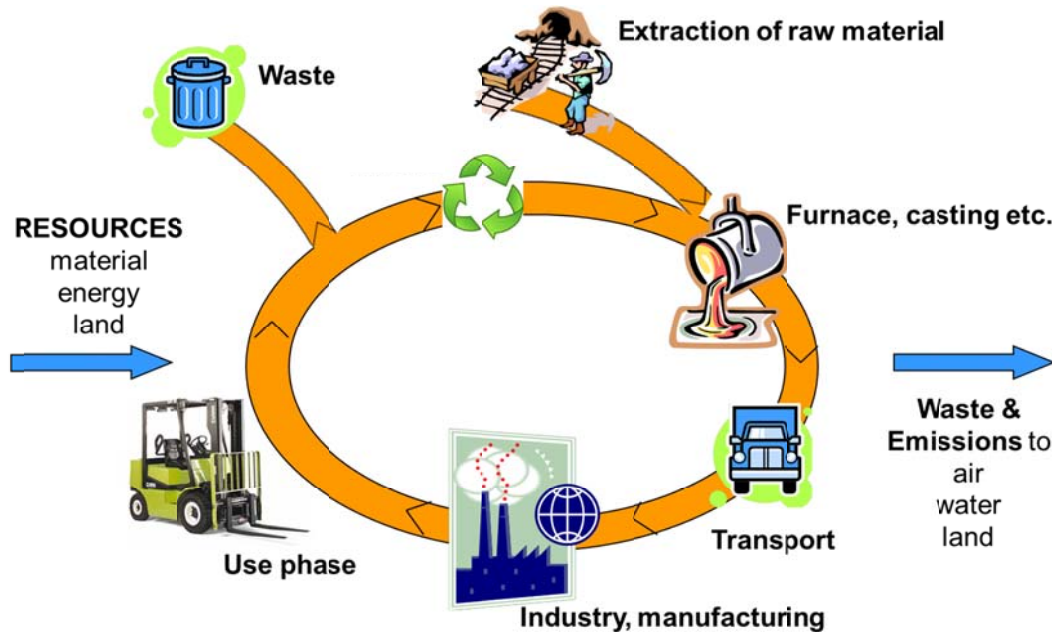 Extraction of raw material
Waste
RESOURCES
material
energy
land
Furnace, casting etc.
Waste &
Emissions to
air
water
land
Transport
Use phase
Industry, manufacturing